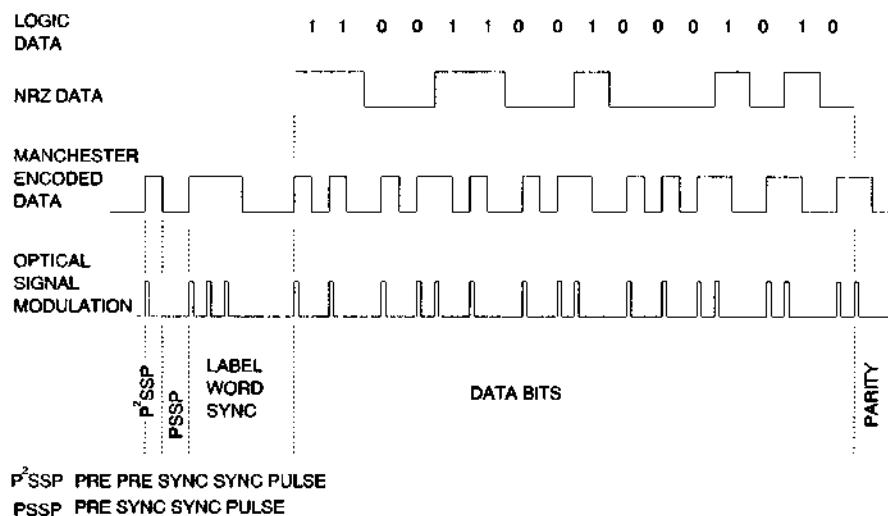 LOGIC
DATA
1 1 0 0 1 1 0 0 1 0 0 0 1 0 1 0
NRZ DATA
MANCHESTER
ENCODED
DATA
OPTICAL
SIGNAL
MODULATION
P²SSP
PSSP
LABEL
WORD
SYNC
DATA BITS
PARITY
P²SSP PRE PRE SYNC SYNC PULSE
PSSP PRE SYNC SYNC PULSE